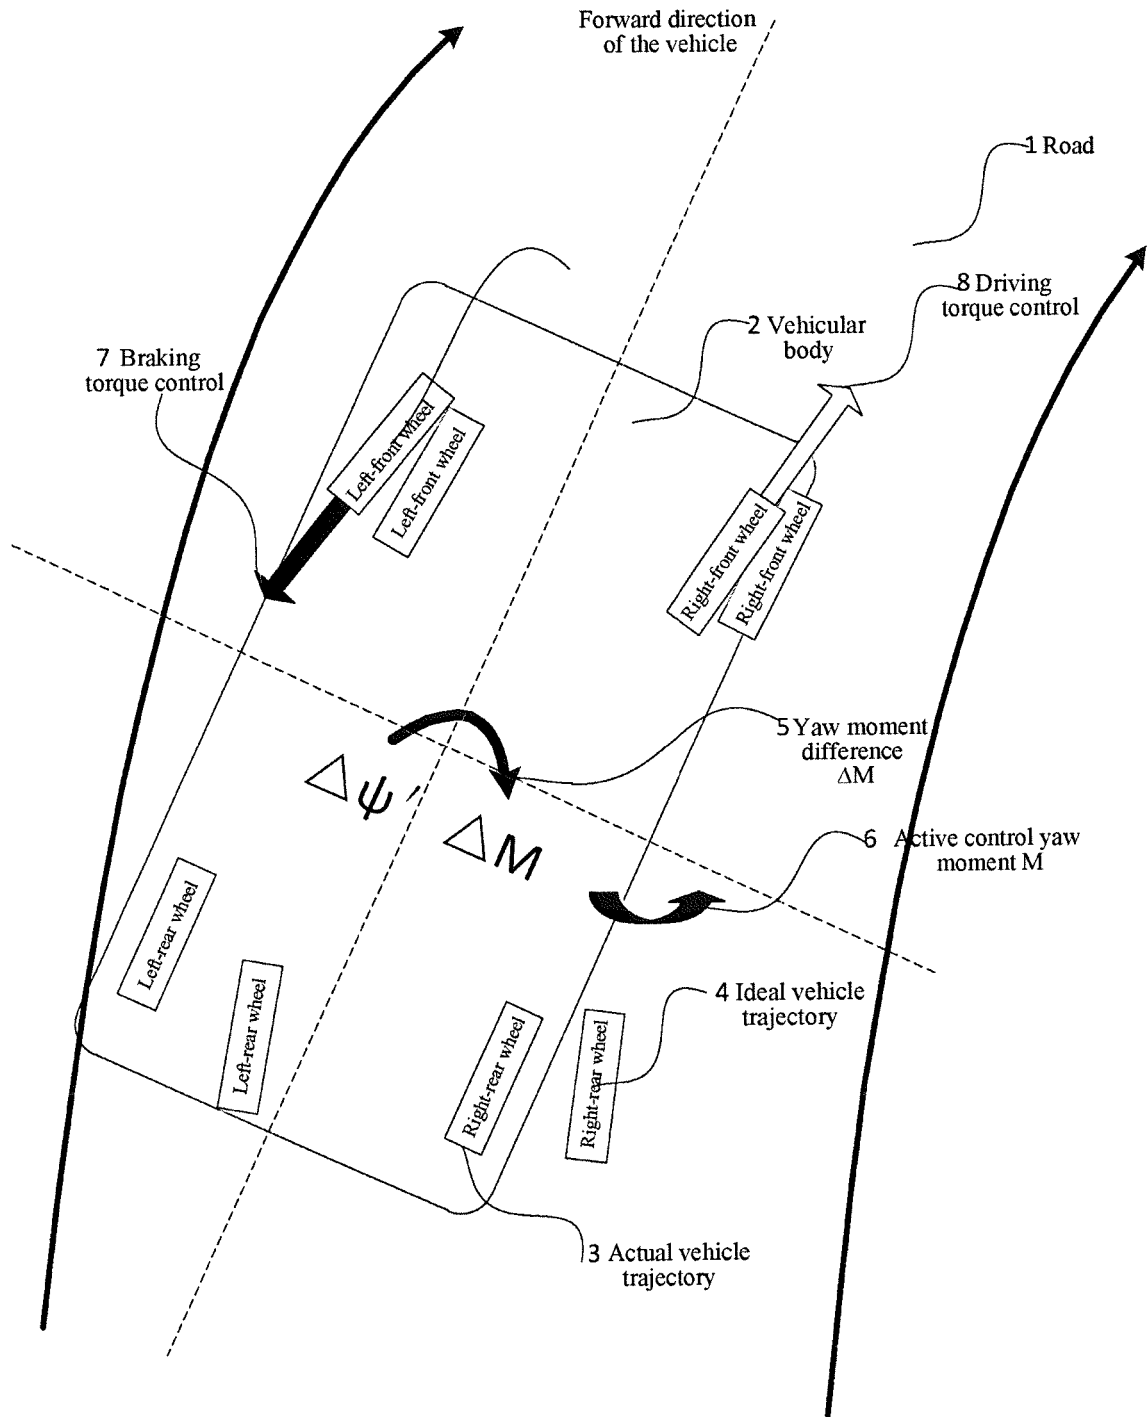 Forward direction
of the vehicle
1 Road
8 Driving
torque control
2 Vehicular
body
7 Braking
torque control
Left-front wheel
Left-front wheel
Right-front wheel
Right-front wheel
5 Yaw moment
difference
ΔM
△ψ′
△M
6 Active control yaw
moment M
Left-rear wheel
Left-rear wheel
4 Ideal vehicle
trajectory
Right-rear wheel
Right-rear wheel
3 Actual vehicle
trajectory